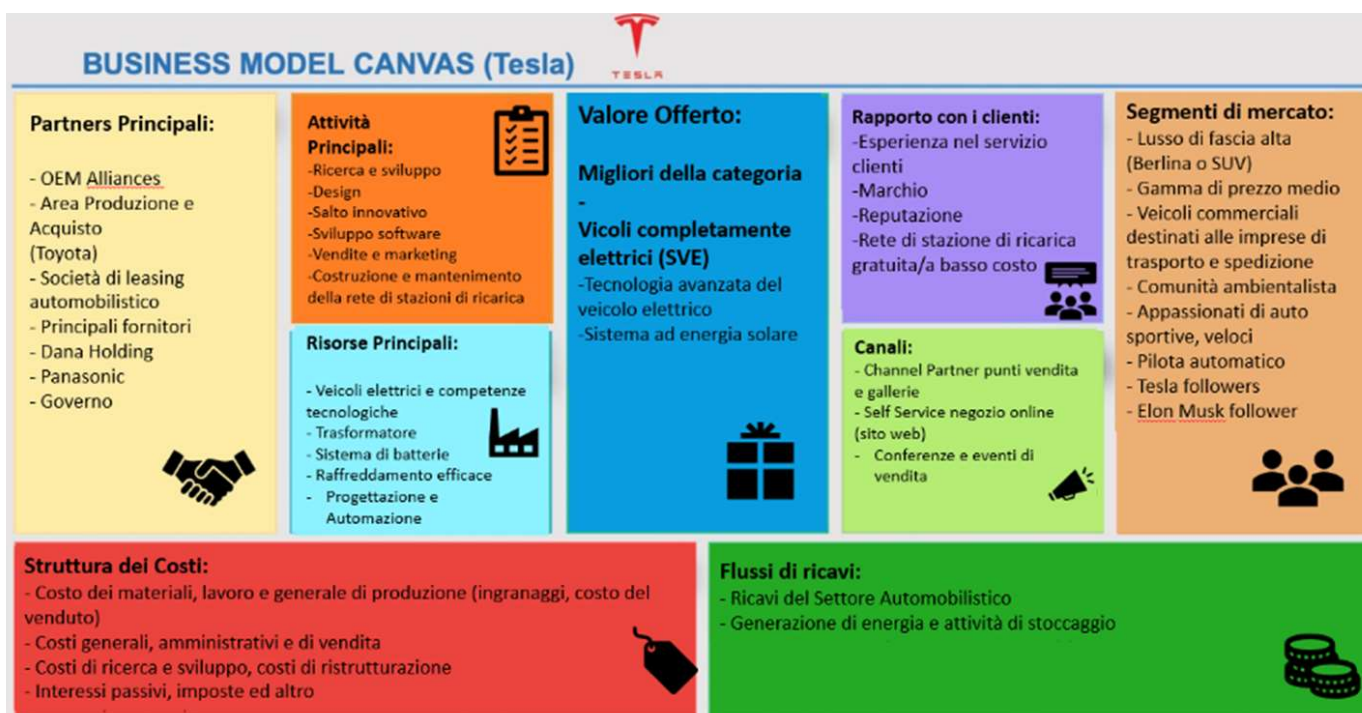 BUSINESS MODEL CANVAS (Tesla)
TESLA
Partners Principali:
- OEM Alliances
- Area Produzione e
Acquisto
(Toyota)
- Società di leasing
automobilistico
- Principali fornitori
- Dana Holding
- Panasonic
- Governo
Attività
Principali:
-Ricerca e sviluppo
-Design
-Salto innovativo
-Sviluppo software
-Vendite e marketing
-Costruzione e mantenimento
della rete di stazioni di ricarica
Risorse Principali:
- Veicoli elettrici e competenze
tecnologiche
- Trasformatore
- Sistema di batterie
- Raffreddamento efficace
- Progettazione e
Automazione
Valore Offerto:
Migliori della categoria
-
Vicoli completamente
elettrici (SVE)
-Tecnologia avanzata del
veicolo elettrico
-Sistema ad energia solare
Rapporto con i clienti:
-Esperienza nel servizio
clienti
-Marchio
-Reputazione
-Rete di stazione di ricarica
gratuita/a basso costo
Canali:
- Channel Partner punti vendita
e gallerie
- Self Service negozio online
(sito web)
- Conferenze e eventi di
vendita
Segmenti di mercato:
- Lusso di fascia alta
(Berlina o SUV)
- Gamma di prezzo medio
- Veicoli commerciali
destinati alle imprese di
trasporto e spedizione
- Comunità ambientalista
- Appassionati di auto
sportive, veloci
- Pilota automatico
- Tesla followers
- Elon Musk follower
Struttura dei Costi:
- Costo dei materiali, lavoro e generale di produzione (ingranaggi, costo del
venduto)
- Costi generali, amministrativi e di vendita
- Costi di ricerca e sviluppo, costi di ristrutturazione
- Interessi passivi, imposte ed altro
Flussi di ricavi:
- Ricavi del Settore Automobilistico
- Generazione di energia e attività di stoccaggio